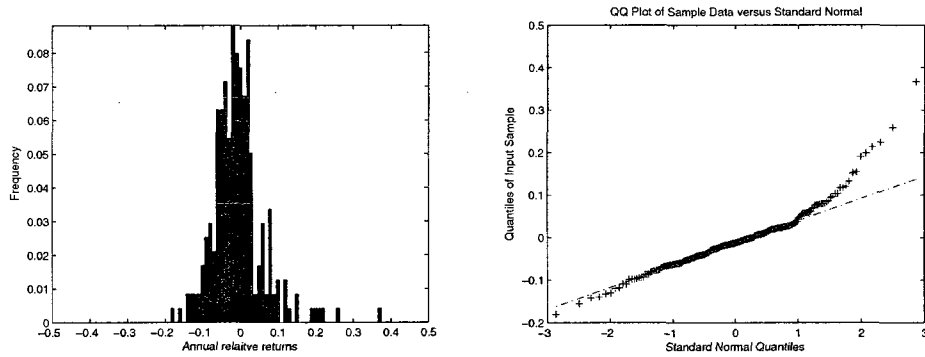 0.08
0.07
0.06
0.05
0.04
0.03
0.02
0.01
0
Frequency
-0.5 -0.4 -0.3 -0.2 -0.1 0 0.1 0.2 0.3 0.4 0.5
Annual relaitve returns
QQ Plot of Sample Data versus Standard Normal
0.5
0.4
0.3
0.2
0.1
0
-0.1
-0.2
Quantiles of Input Sample
-3 -2 -1 0 1 2 3
Standard Normal Quantiles